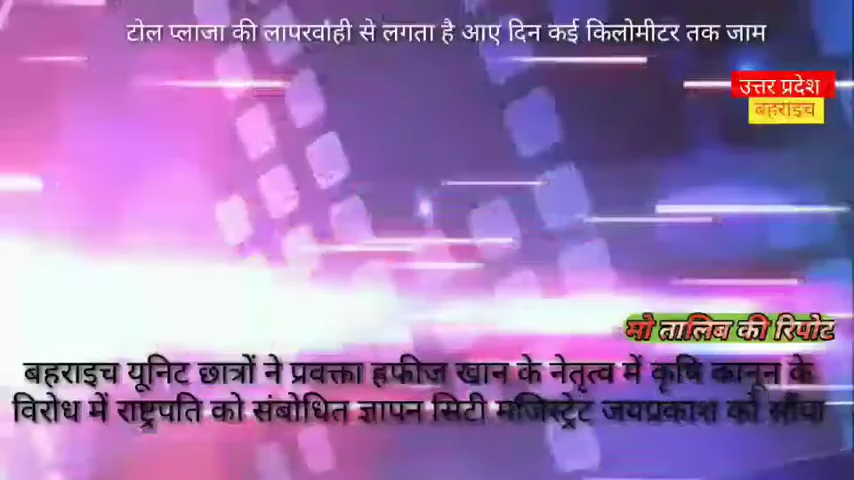 टोल प्लाजा की लापरवाही से लगता है आए दिन कई किलोमीटर तक जाम
उत्तर प्रदेश
बहराइच
मो तालिब की रिपोट
बहराइच यूनिट छात्रों ने प्रवक्ता हफीज खान के नेतृत्व में कृषि कानून के
विरोध में राष्ट्रपति को संबोधित ज्ञापन सिटी मजिस्ट्रेट जयप्रकाश को सौंपा